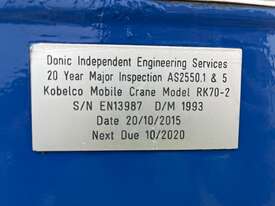 Donic Independent Engineering Services
20 Year Major Inspection AS2550.1 & 5
Kobelco Mobile Crane Model RK70-2
S/N EN13987 D/M 1993
Date 20/10/2015
Next Due 10/2020